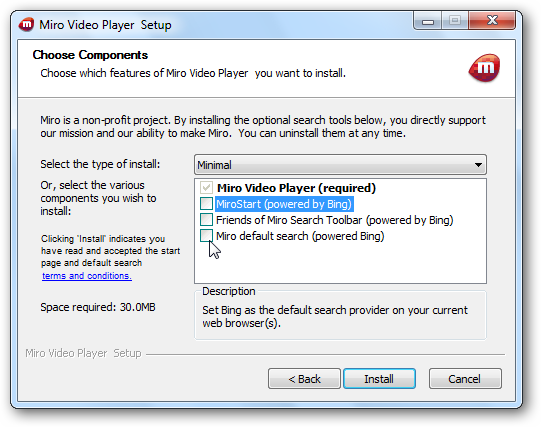 Miro Video Player Setup
Choose Components
Choose which features of Miro Video Player you want to install.
m
Miro is a non-profit project. By installing the optional search tools below, you directly support
our mission and our ability to make Miro. You can uninstall them at any time.
Select the type of install:
Minimal
Or, select the various
components you wish to
install:
Miro Video Player (required)
MiroStart (powered by Bing)
Friends of Miro Search Toolbar (powered by Bing)
Miro default search (powered Bing)
Clicking 'Install' indicates you
have read and accepted the start
page and default search
terms and conditions.
Space required: 30.0MB
Description
Set Bing as the default search provider on your current
web browser(s).
Miro Video Player Setup
< Back
Install
Cancel